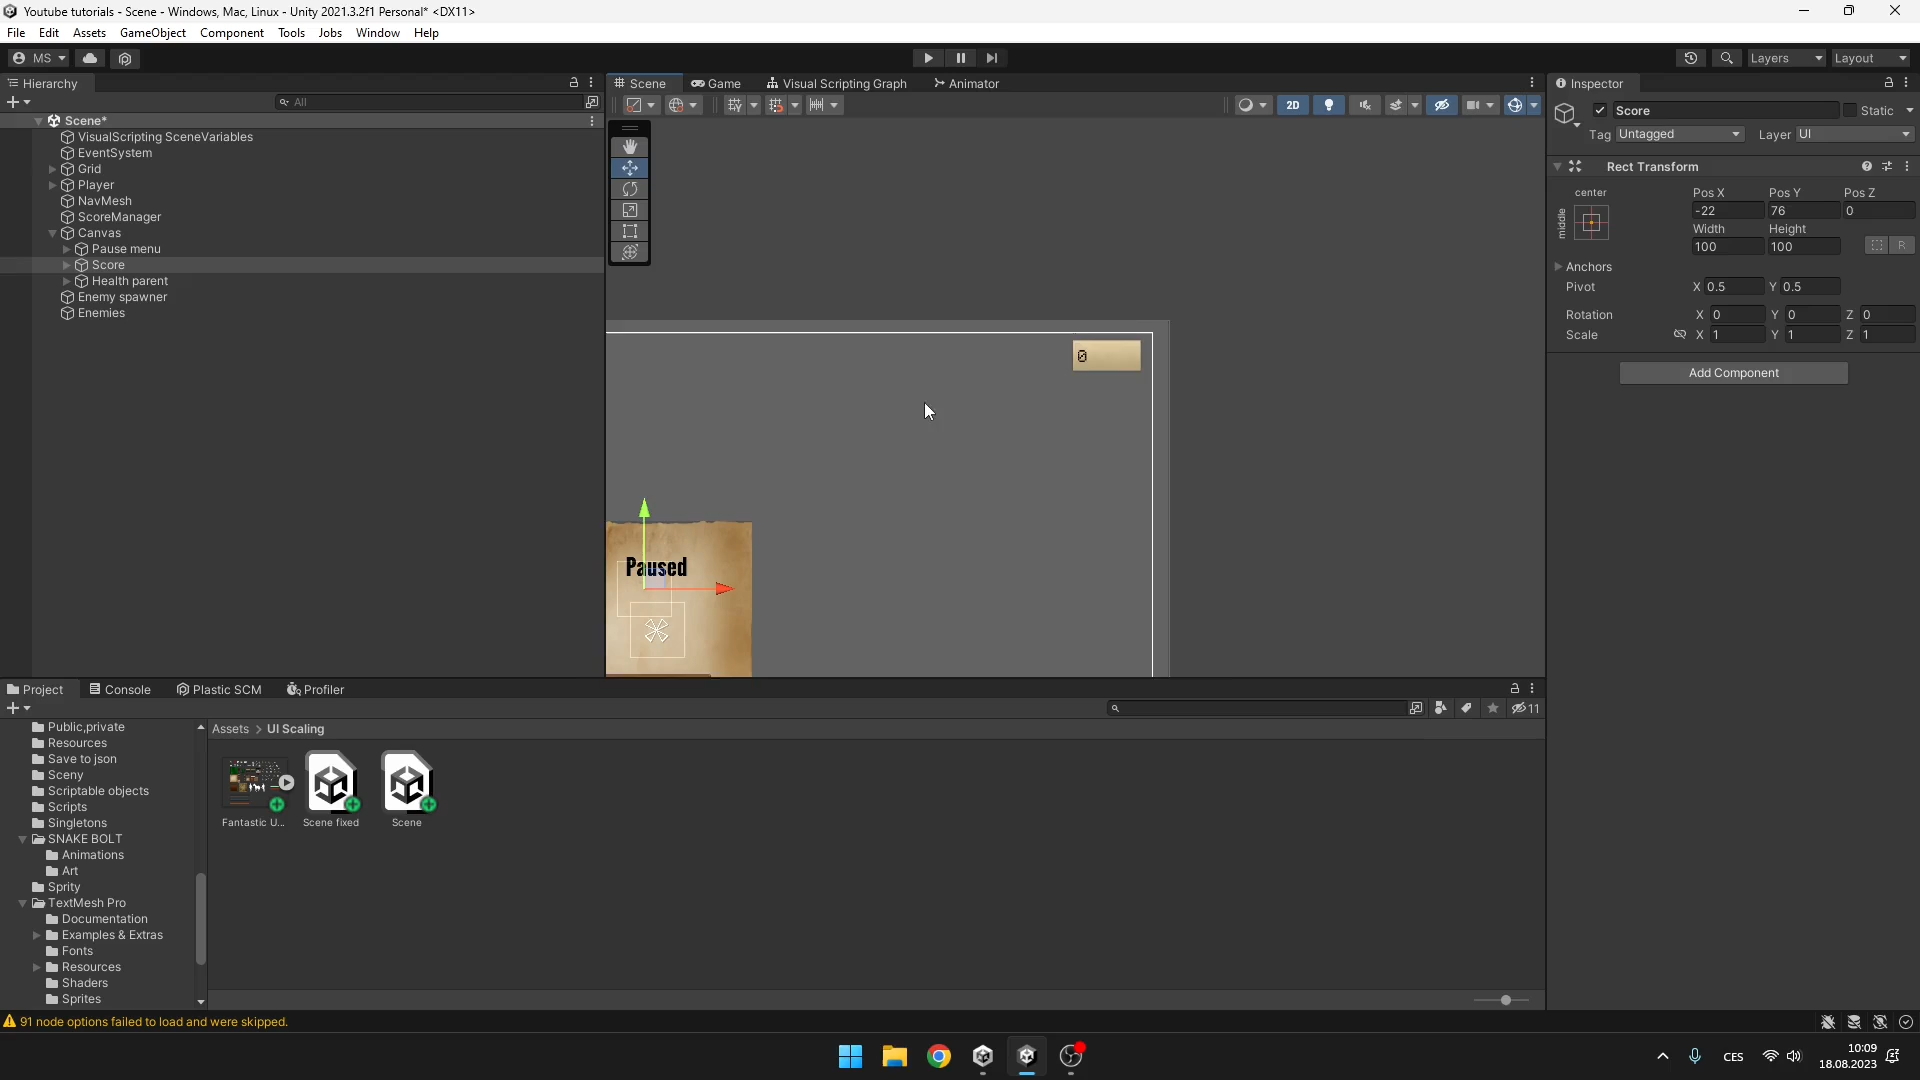 Youtube tutorials - Scene - Windows, Mac, Linux - Unity 2021.3.2f1 Personal* <DX11>
File Edit Assets GameObject Component Tools Jobs Window Help
MS Layers Layout
Hierarchy
All
Scene*
VisualScripting SceneVariables
EventSystem
Grid
Player
NavMesh
ScoreManager
Canvas
Pause menu
Score
Health parent
Enemy spawner
Enemies
Scene Game Visual Scripting Graph Animator
2D
0
Paused
Inspector
Score Static
Tag Untagged Layer UI
Rect Transform
center Pos X Pos Y Pos Z
middle -22 76 0
Width Height
100 100 R
Anchors
Pivot X 0.5 Y 0.5
Rotation X 0 Y 0 Z 0
Scale X 1 Y 1 Z 1
Add Component
Project Console Plastic SCM Profiler
11
Public,private
Resources
Save to json
Sceny
Scriptable objects
Scripts
Singletons
SNAKE BOLT
Animations
Art
Sprity
TextMesh Pro
Documentation
Examples & Extras
Fonts
Resources
Shaders
Sprites
Assets > UI Scaling
Fantastic U... Scene fixed Scene
91 node options failed to load and were skipped.
CES
10:09
18.08.2023